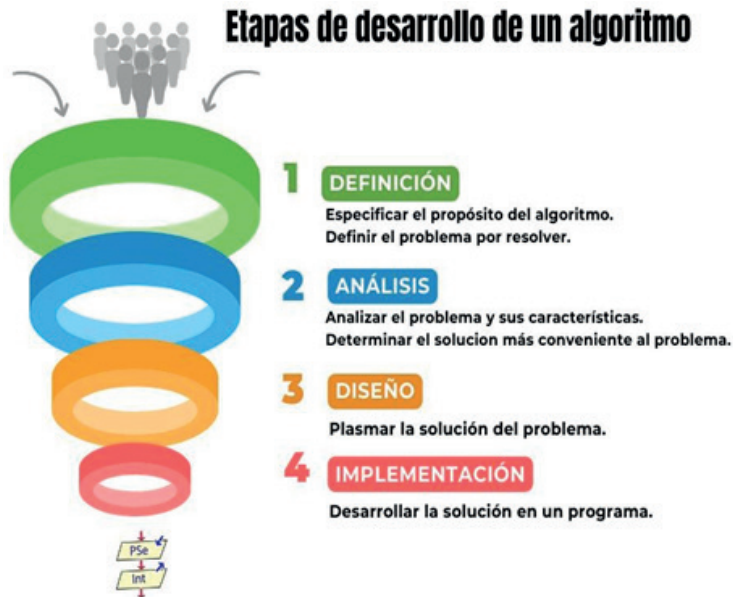 Etapas de desarrollo de un algoritmo
1 DEFINICIÓN
Especificar el propósito del algoritmo.
Definir el problema por resolver.
2 ANÁLISIS
Analizar el problema y sus características.
Determinar el solucion más conveniente al problema.
3 DISEÑO
Plasmar la solución del problema.
4 IMPLEMENTACIÓN
Desarrollar la solución en un programa.
PSe
Int